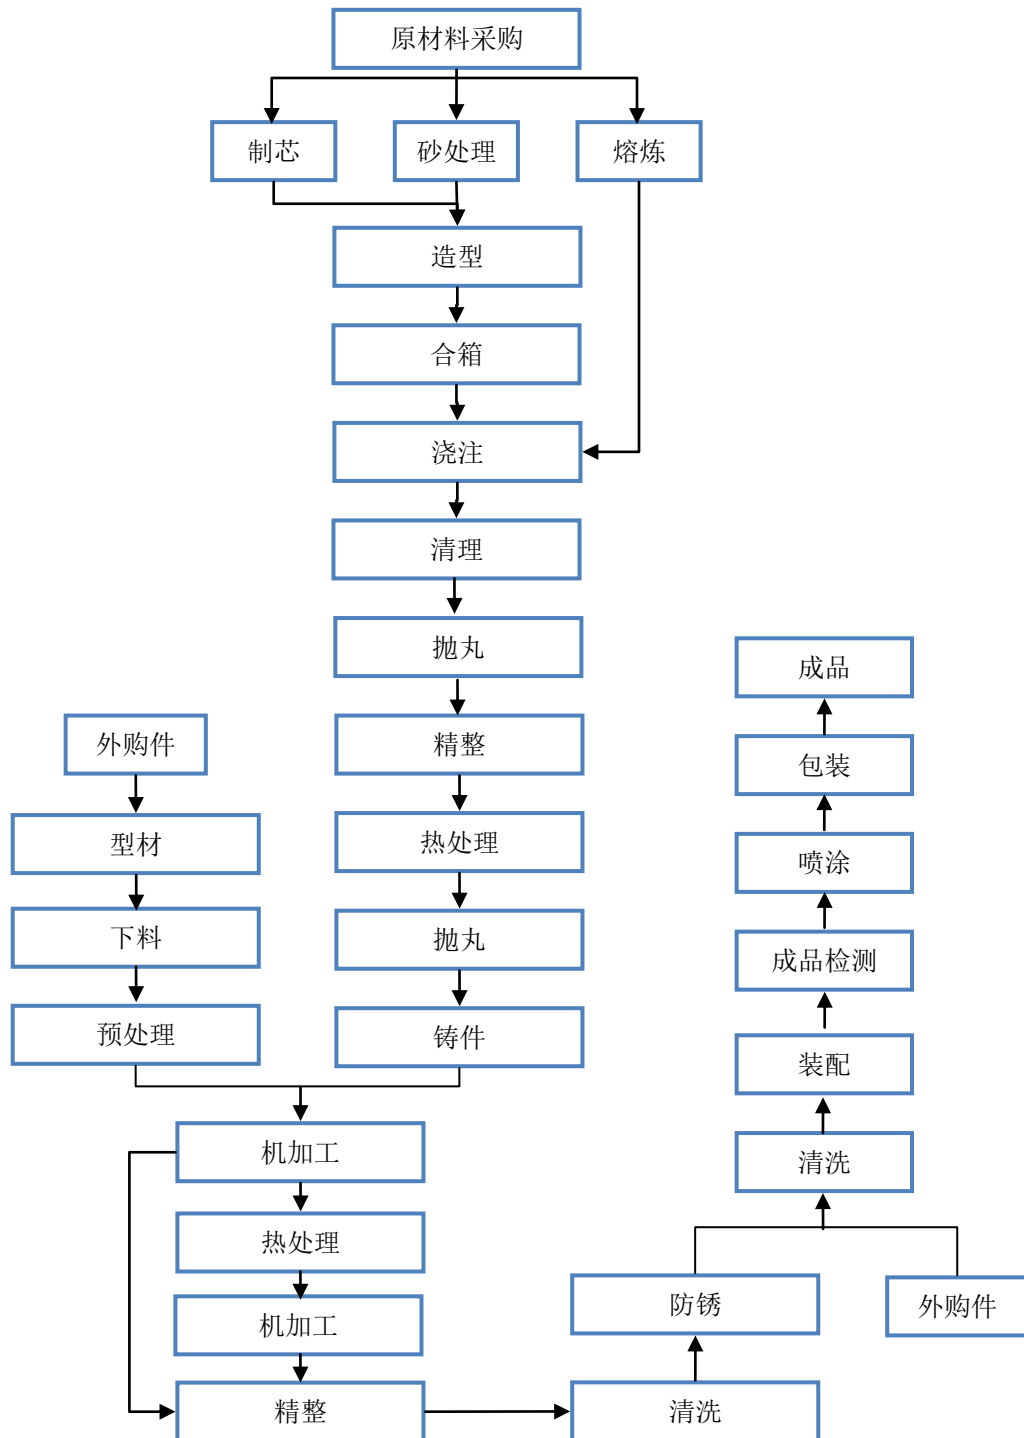 原材料采购
制芯
砂处理
熔炼
造型
合箱
浇注
清理
抛丸
精整
热处理
抛丸
铸件
外购件
型材
下料
预处理
机加工
热处理
机加工
精整
清洗
防锈
外购件
清洗
装配
成品检测
喷涂
包装
成品